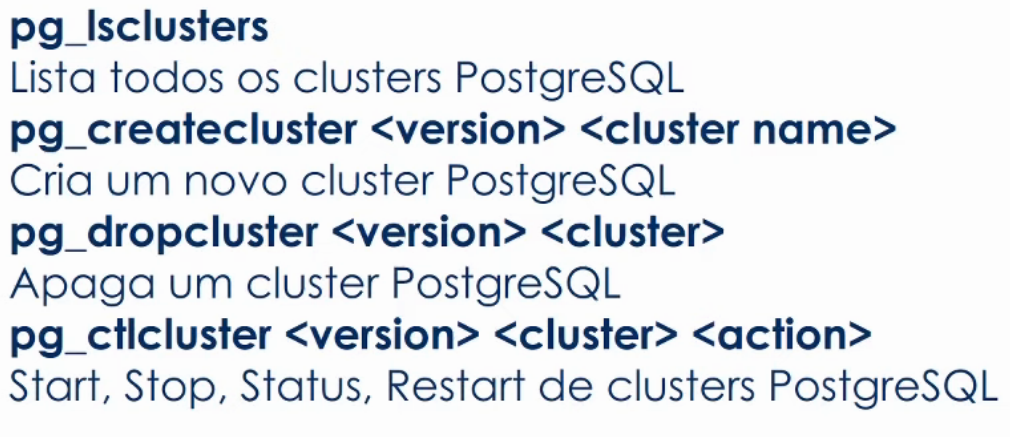 pg_lsclusters
Lista todos os clusters PostgreSQL
pg_createcluster <version> <cluster name>
Cria um novo cluster PostgreSQL
pg_dropcluster <version> <cluster>
Apaga um cluster PostgreSQL
pg_ctlcluster <version> <cluster> <action>
Start, Stop, Status, Restart de clusters PostgreSQL